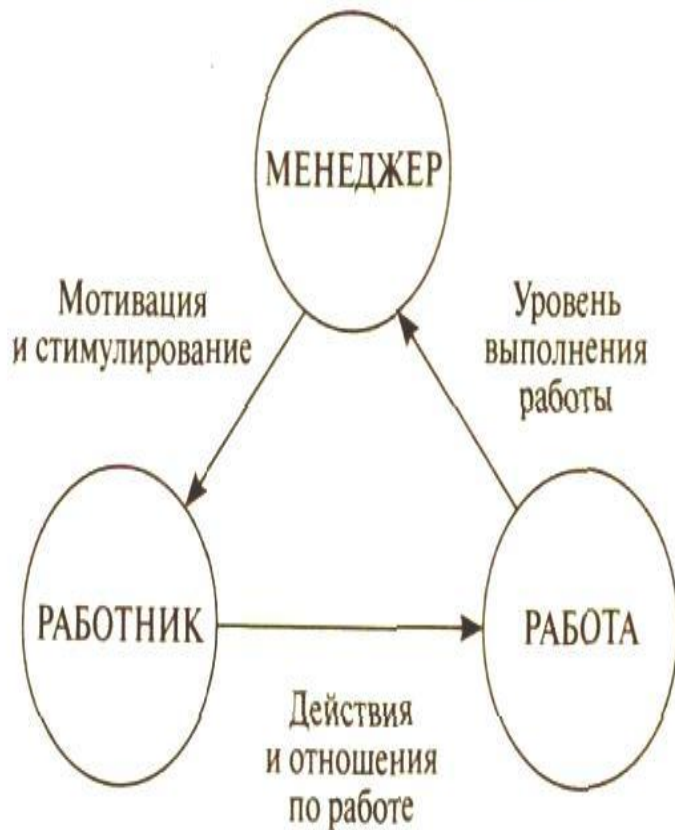 МЕНЕДЖЕР
Мотивация
и стимулирование
Уровень
выполнения
работы
РАБОТНИК
РАБОТА
Действия
и отношения
по работе